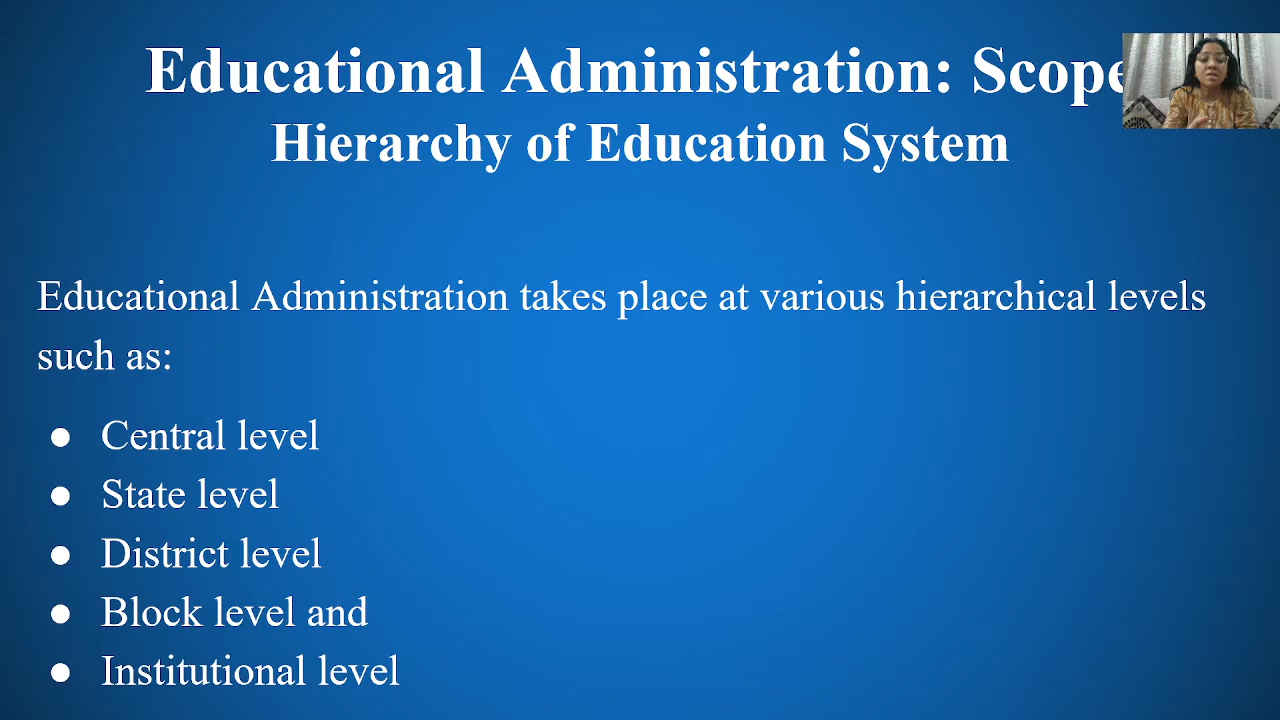 Educational Administration: Scope
Hierarchy of Education System
Educational Administration takes place at various hierarchical levels
such as:
● Central level
● State level
● District level
● Block level and
● Institutional level